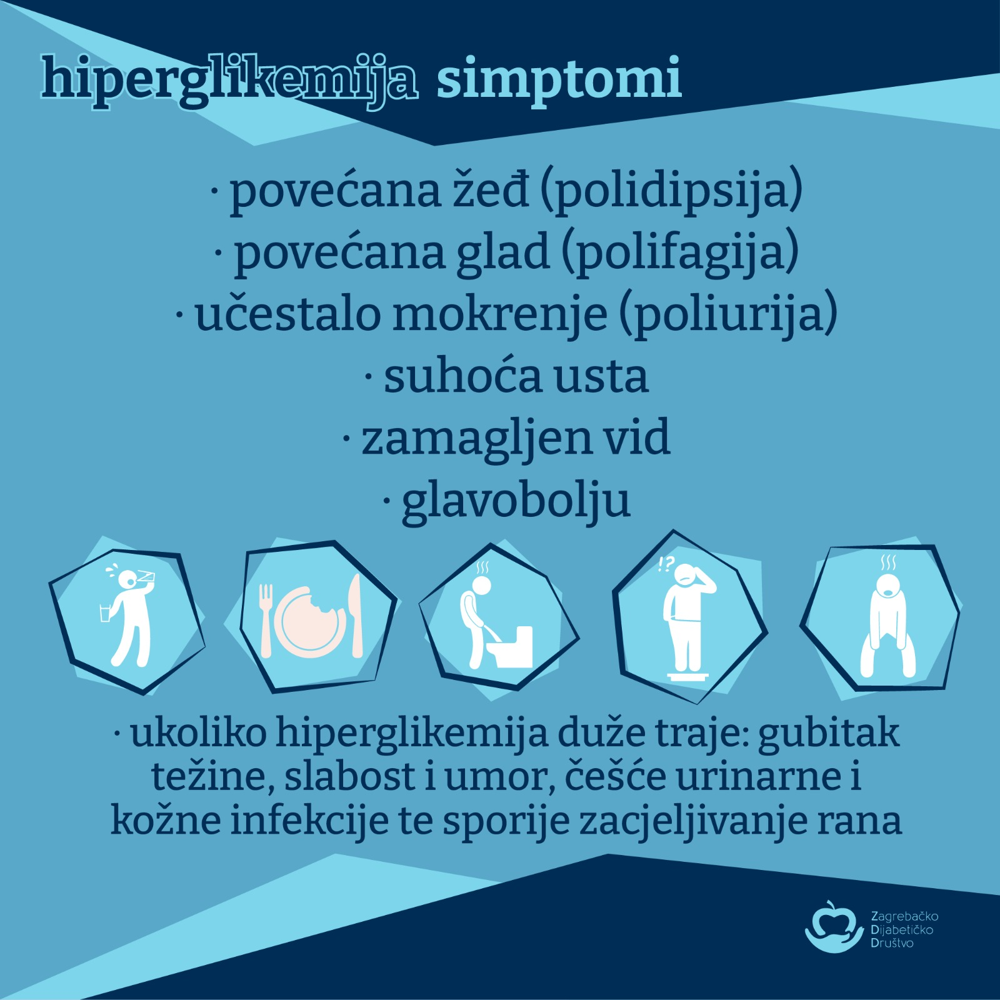 hiperglikemija simptomi
· povećana žeđ (polidipsija)
· povećana glad (polifagija)
· učestalo mokrenje (poliurija)
· suhoća usta
· zamagljen vid
· glavobolju
!?
· ukoliko hiperglikemija duže traje: gubitak
težine, slabost i umor, češće urinarne i
kožne infekcije te sporije zacjeljivanje rana
Zagrebačko
Dijabetičko
Društvo